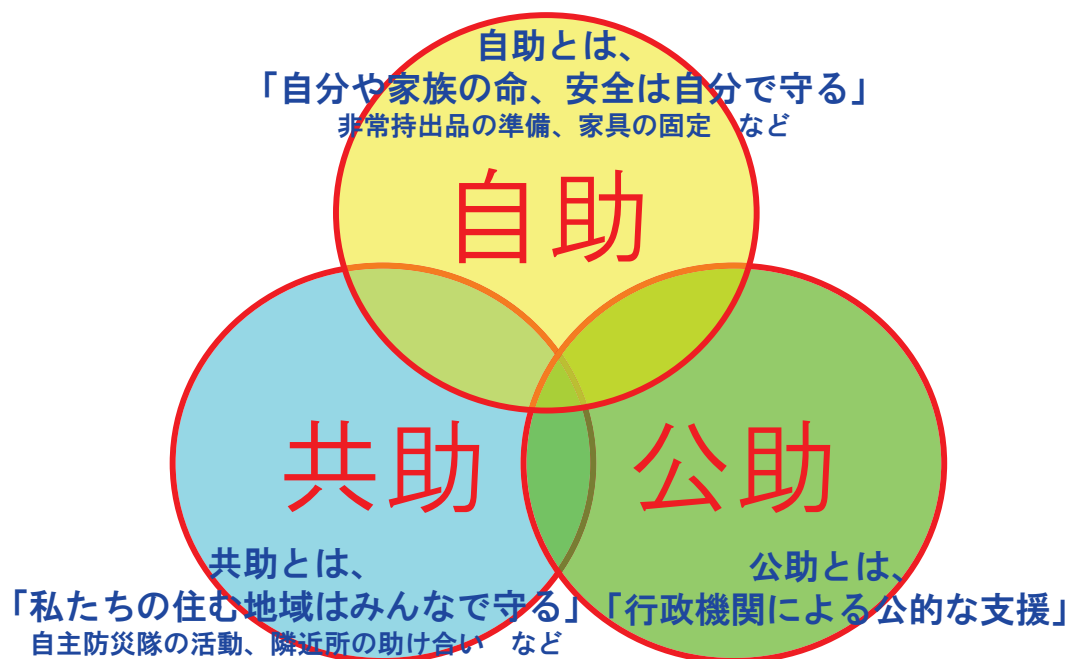 自助とは、
「自分や家族の命、安全は自分で守る」
非常持出品の準備、家具の固定　など
自助
共助
公助
共助とは、
「私たちの住む地域はみんなで守る」
自主防災隊の活動、隣近所の助け合い　など
公助とは、
「行政機関による公的な支援」